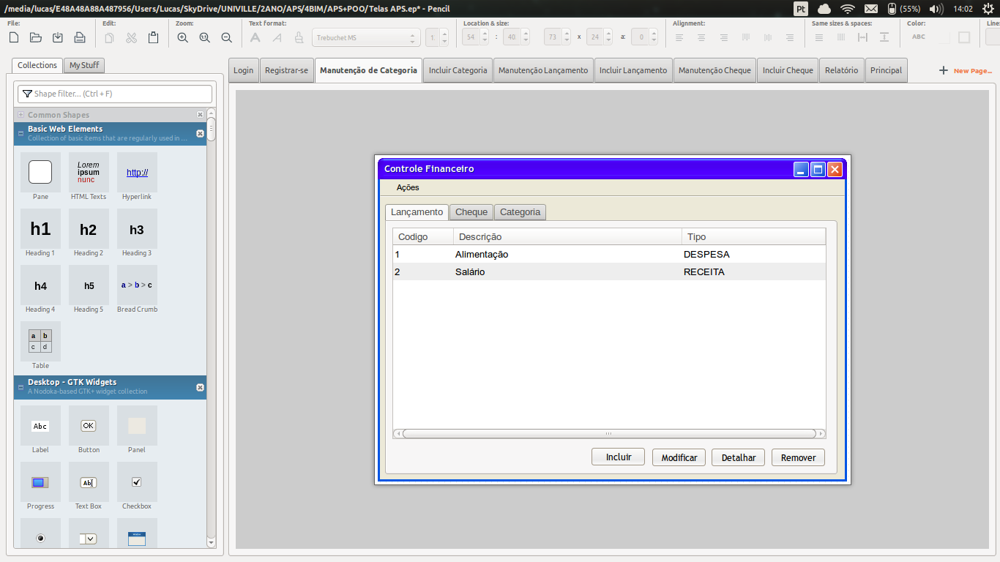 /media/lucas/E48A48A88A487956/Users/Lucas/SkyDrive/UNIVILLE/2ANO/APS/4BIM/APS+POO/Telas APS.ep* - Pencil
Pt (55%) 14:02
File: Edit: Zoom: Text format: Location & size: Alignment: Same sizes & spaces: Color: Line:
1:1 A A Trebuchet MS 1 54 : 40 73 x 24 a: 0 ABC
Collections My Stuff
Login Registrar-se Manutenção de Categoria Incluir Categoria Manutenção Lançamento Incluir Lançamento Manutenção Cheque Incluir Cheque Relatório Principal New Page...
Shape filter... (Ctrl + F)
Common Shapes
Basic Web Elements
Collection of basic items that are regularly used in ...
Lorem
ipsum
nunc
http://
Pane HTML Texts Hyperlink
h1 h2 h3
Heading 1 Heading 2 Heading 3
h4 h5 a > b > c
Heading 4 Heading 5 Bread Crumb
a b
c d
Table
Desktop - GTK Widgets
A Nodoka-based GTK+ widget collection
Abc OK
Label Button Panel
Ab
Progress Text Box Checkbox
Controle Financeiro
Ações
Lançamento Cheque Categoria
Codigo Descrição Tipo
1 Alimentação DESPESA
2 Salário RECEITA
Incluir Modificar Detalhar Remover